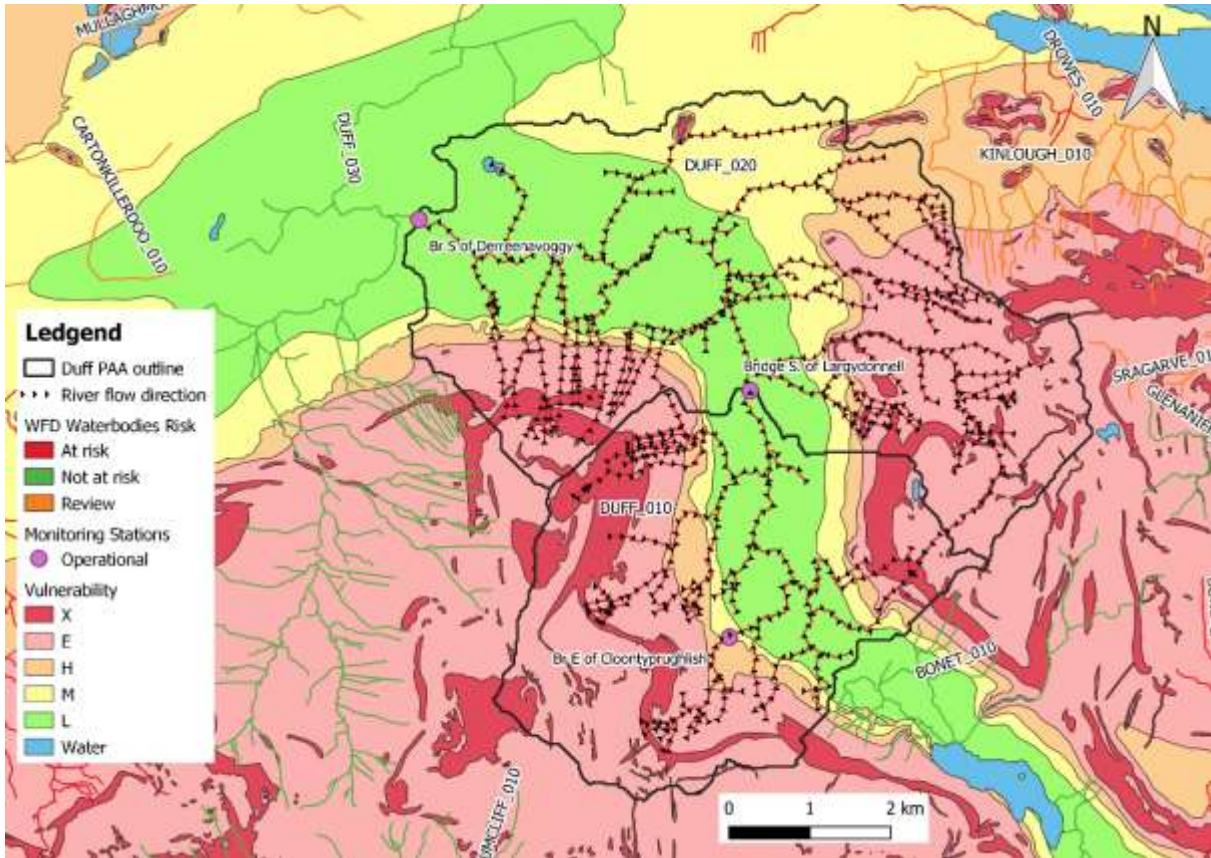 MULLAGHMO
N
DROWES_010
CARTONKILLERDOO_010
DUFF_030
DUFF_020
KINLOUGH_010
Br S of Derreenavoggy
Ledgend
Duff PAA outline
River flow direction
WFD Waterbodies Risk
At risk
Not at risk
Review
Monitoring Stations
Operational
Vulnerability
X
E
H
M
L
Water
Bridge S. of Largydonnell
SRAGARVE_01
GLENANIF
DUFF_010
Br E of Cloontyprughlish
BONET_010
UMCLIFF_010
0 1 2 km